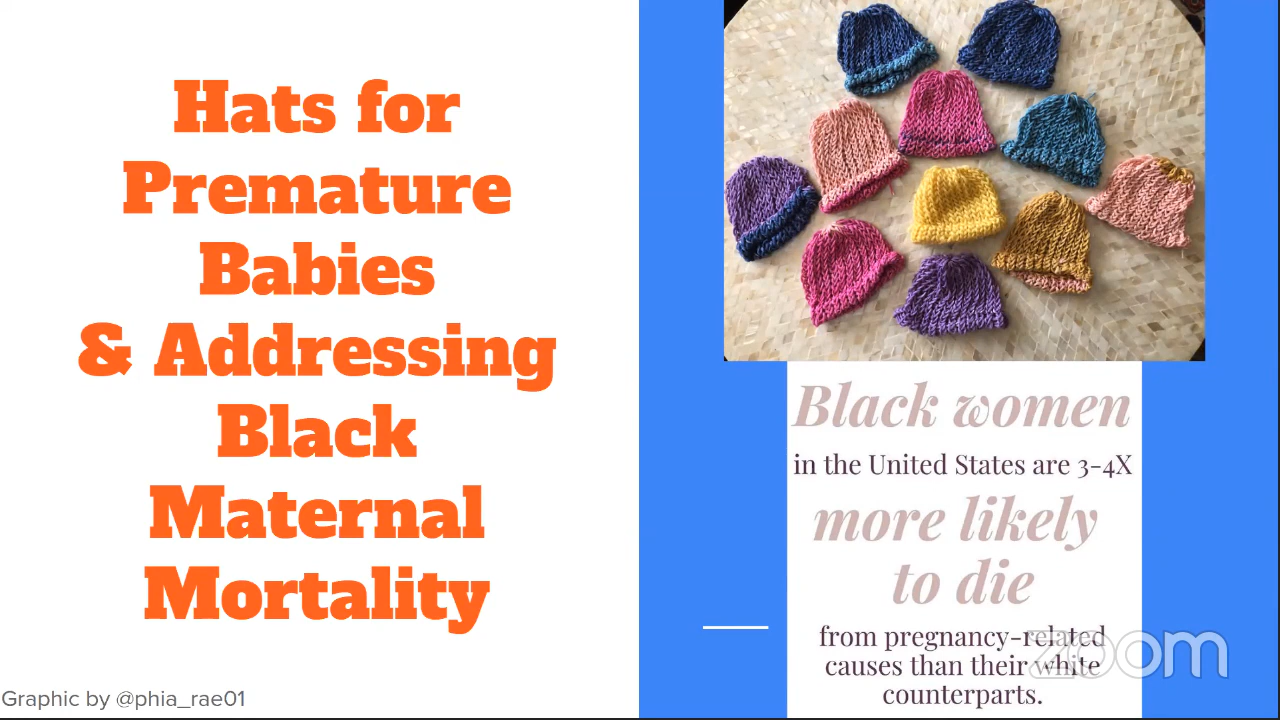 Hats for
Premature
Babies
& Addressing
Black
Maternal
Mortality
Graphic by @phia_rae01
Black women
in the United States are 3-4X
more likely
to die
from pregnancy-related
causes than their white
counterparts.
zoom